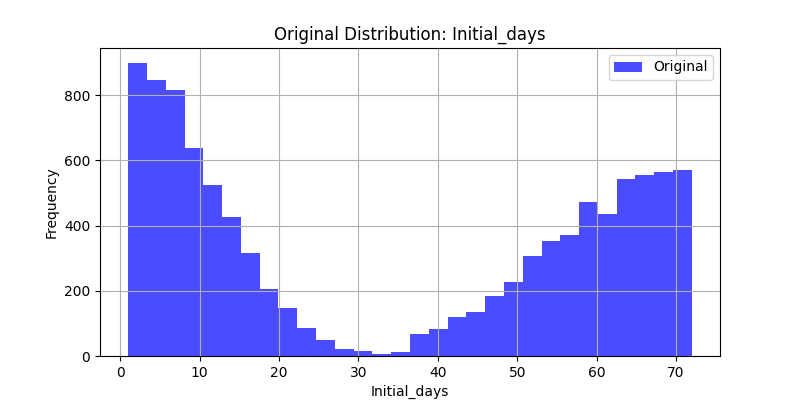 Original Distribution: Initial_days
Original
Frequency
800
600
400
200
0
0 10 20 30 40 50 60 70
Initial_days